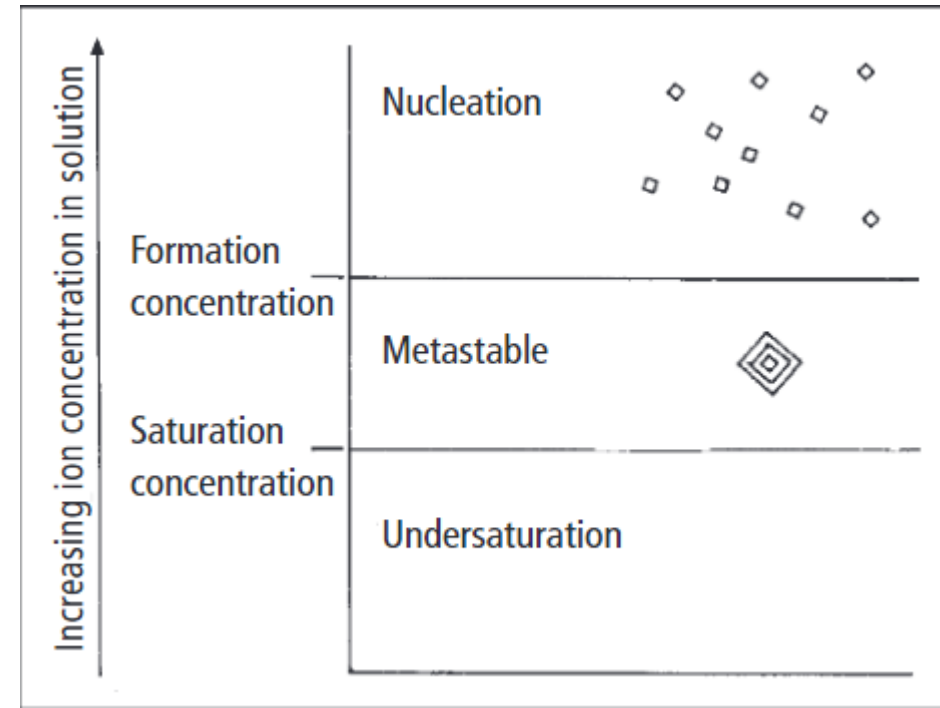 Increasing ion concentration in solution
Nucleation
Formation
concentration
Metastable
Saturation
concentration
Undersaturation